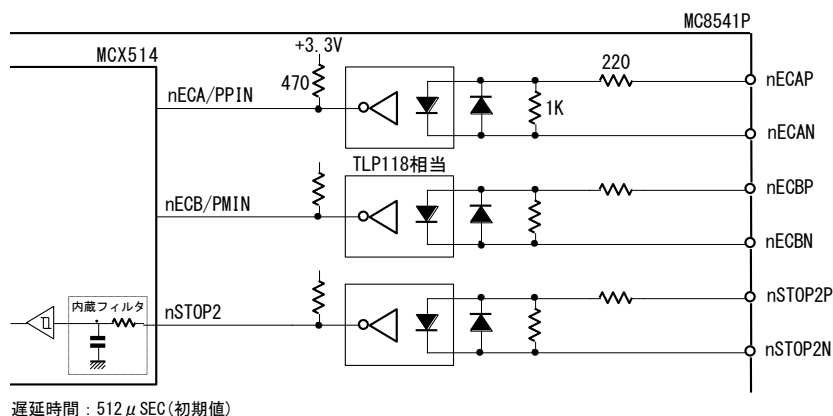 MC8541P
MCX514
+3.3V
470
220
1K
nECA/PPIN
nECAP
nECAN
TLP118相当
nECB/PMIN
nECBP
nECBN
内蔵フィルタ
nSTOP2
nSTOP2P
nSTOP2N
遅延時間：512μSEC(初期値)